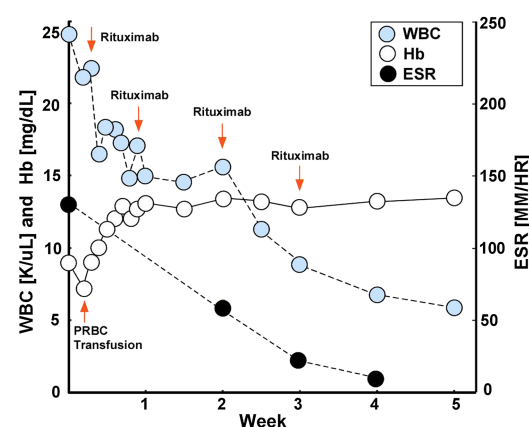 25
20
15
10
5
0
WBC [K/uL] and Hb [mg/dL]
Rituximab
Rituximab
Rituximab
Rituximab
PRBC
Transfusion
WBC
Hb
ESR
250
200
150
100
50
0
ESR [MM/HR]
1
2
3
4
5
Week